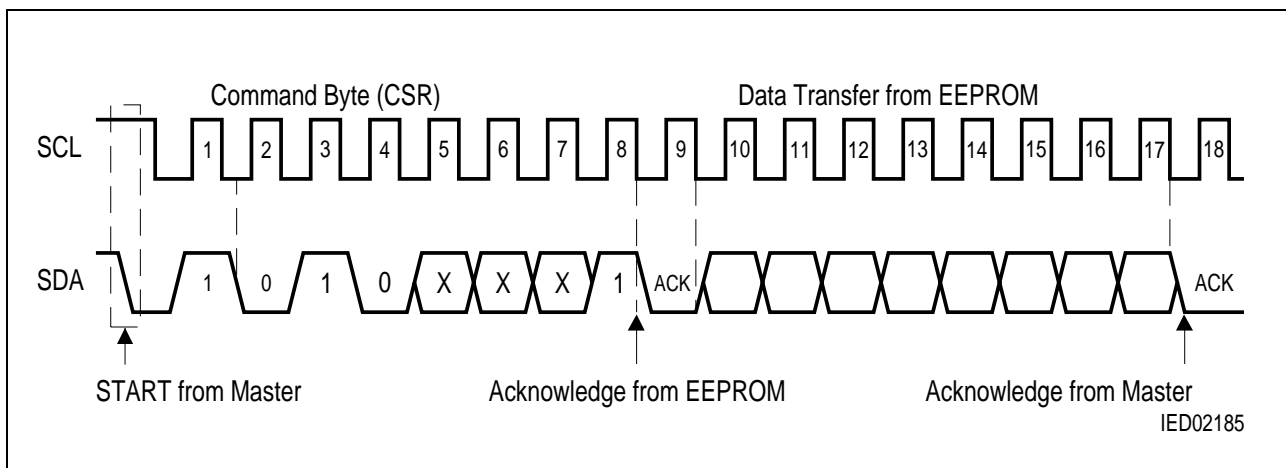 Command Byte (CSR) Data Transfer from EEPROM
SCL 1 2 3 4 5 6 7 8 9 10 11 12 13 14 15 16 17 18
SDA 1 0 1 0 X X X 1 ACK ACK
START from Master Acknowledge from EEPROM Acknowledge from Master
IED02185